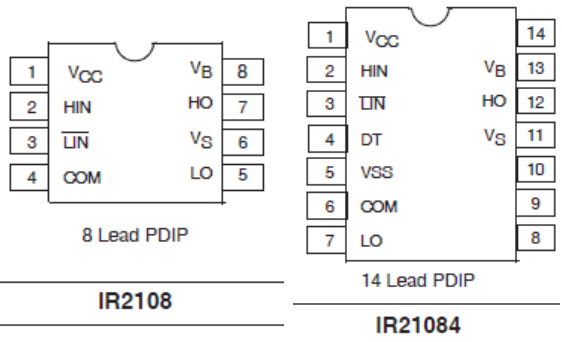 1 VCC VB 8
2 HIN HO 7
3 L̅I̅N̅ VS 6
4 COM LO 5
8 Lead PDIP
IR2108
1 VCC 14
2 HIN VB 13
3 L̅I̅N̅ HO 12
4 DT VS 11
5 VSS 10
6 COM 9
7 LO 8
14 Lead PDIP
IR21084